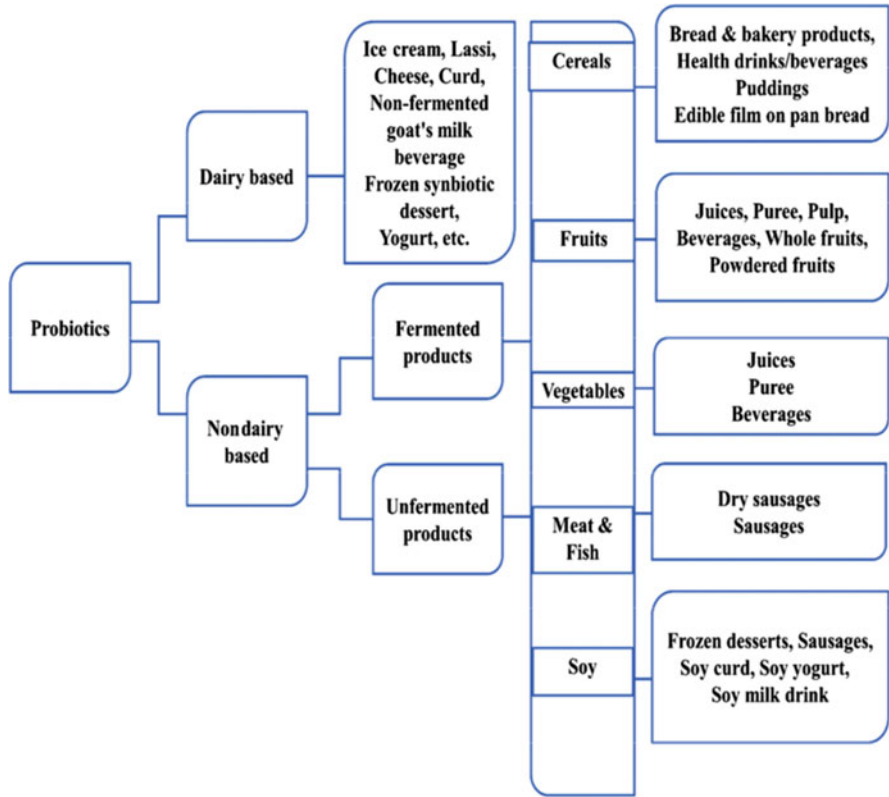 Probiotics
Dairy based
Ice cream, Lassi,
Cheese, Curd,
Non-fermented
goat's milk
beverage
Frozen synbiotic
dessert,
Yogurt, etc.
Nondairy
based
Fermented
products
Unfermented
products
Cereals
Bread & bakery products,
Health drinks/beverages
Puddings
Edible film on pan bread
Fruits
Juices, Puree, Pulp,
Beverages, Whole fruits,
Powdered fruits
Vegetables
Juices
Puree
Beverages
Meat &
Fish
Dry sausages
Sausages
Soy
Frozen desserts, Sausages,
Soy curd, Soy yogurt,
Soy milk drink